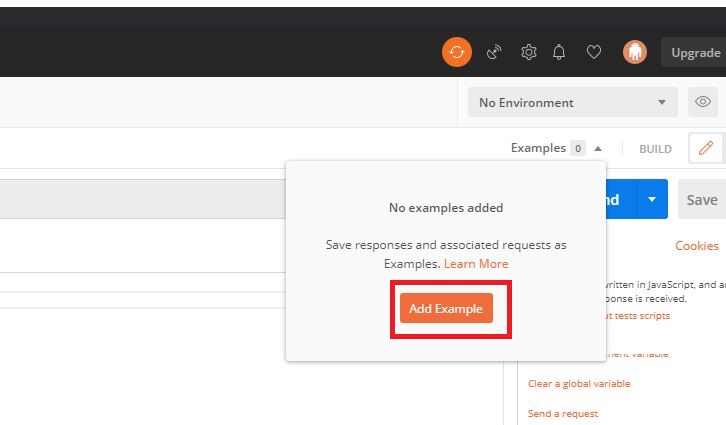 Upgrade
No Environment
Examples 0
BUILD
No examples added
Save responses and associated requests as
Examples. Learn More
Add Example
nd
Save
Cookies
written in JavaScript, and a
ponse is received.
ut tests scripts
ment variable
Clear a global variable
Send a request